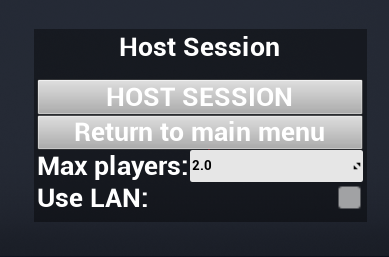 Host Session
HOST SESSION
Return to main menu
Max players: 2.0
Use LAN: